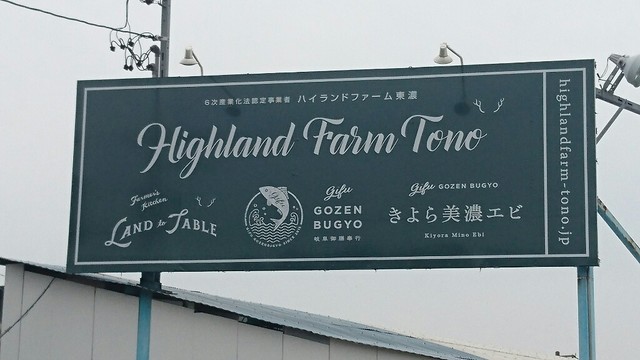 6次産業化法認定事業者 ハイランドファーム東濃
Highland Farm Tono
Farmer's Kitchen
LAND to TABLE
Gifu
GOZEN
BUGYO
岐阜御膳奉行
Gifu GOZEN BUGYO
きよら美濃エビ
Kiyora Mino Ebi
highlandfarm-tono.jp